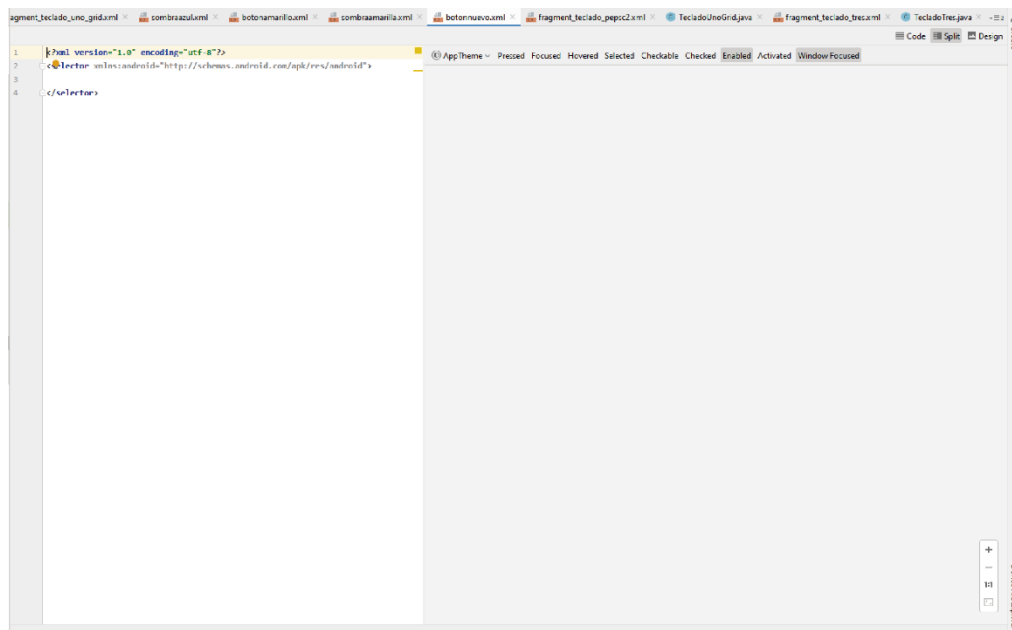 agment_teclado_uno_grid.xml sombraazul.xml botonamarillo.xml sombraamarilla.xml botonnuevo.xml fragment_teclado_pepsc2.xml TecladoUnoGrid.java fragment_teclado_tres.xml TecladoTres.java
Code Split Design
1 <?xml version="1.0" encoding="utf-8"?>
AppTheme Pressed Focused Hovered Selected Checkable Checked Enabled Activated Window Focused
2 <selector xmlns:android="http://schemas.android.com/apk/res/android">
3
4 </selector>
1:1